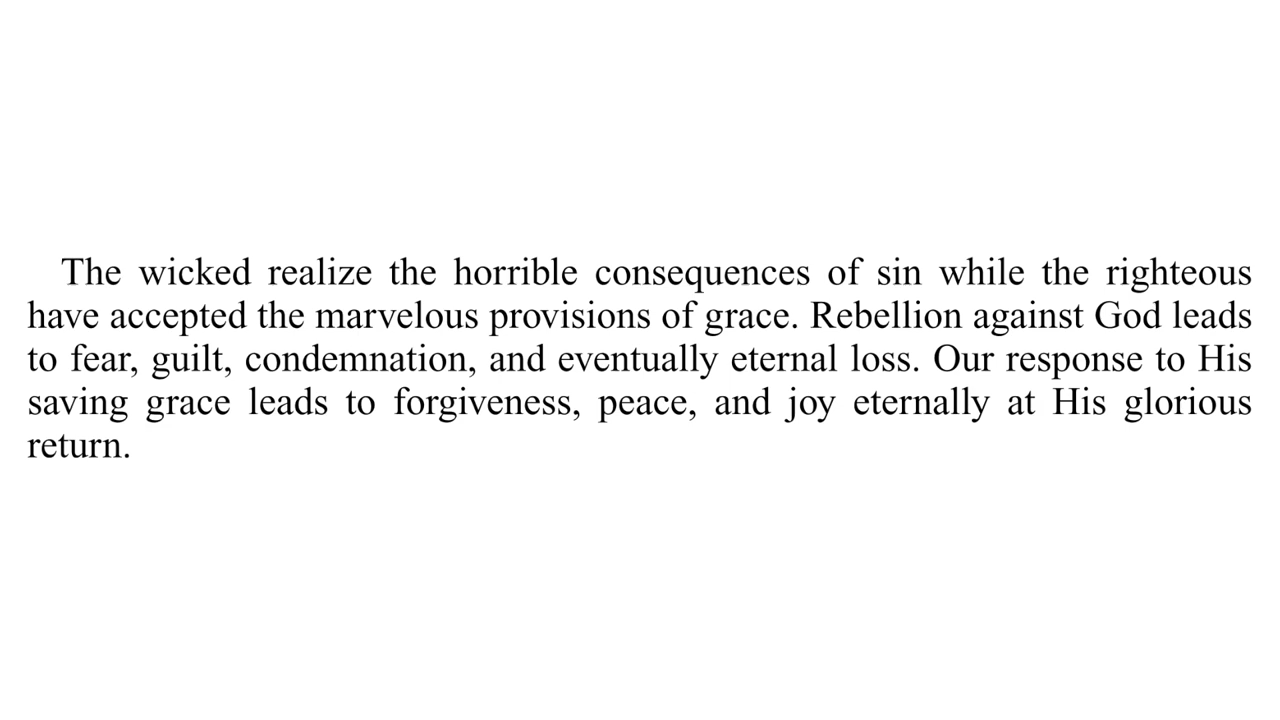 The wicked realize the horrible consequences of sin while the righteous
have accepted the marvelous provisions of grace. Rebellion against God leads
to fear, guilt, condemnation, and eventually eternal loss. Our response to His
saving grace leads to forgiveness, peace, and joy eternally at His glorious
return.